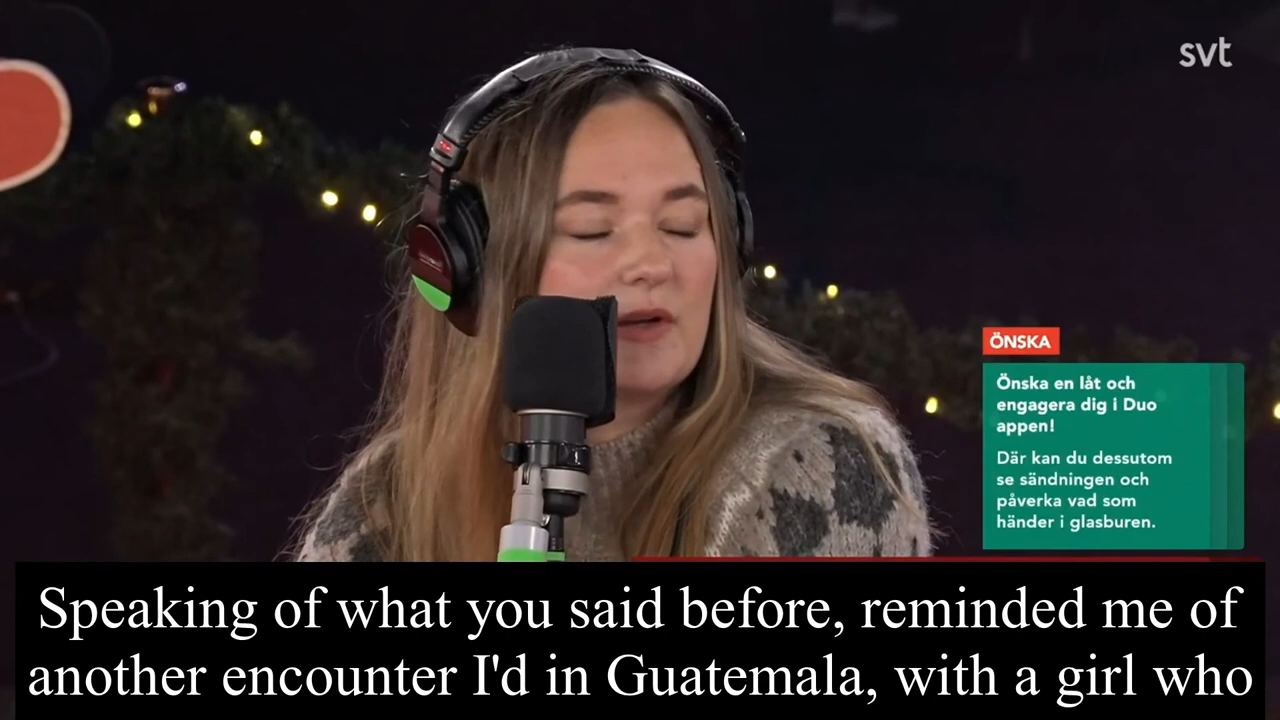 svt
ÖNSKA
Önska en låt och
engagera dig i Duo
appen!
Där kan du dessutom
se sändningen och
påverka vad som
händer i glasburen.
Speaking of what you said before, reminded me of
another encounter I'd in Guatemala, with a girl who